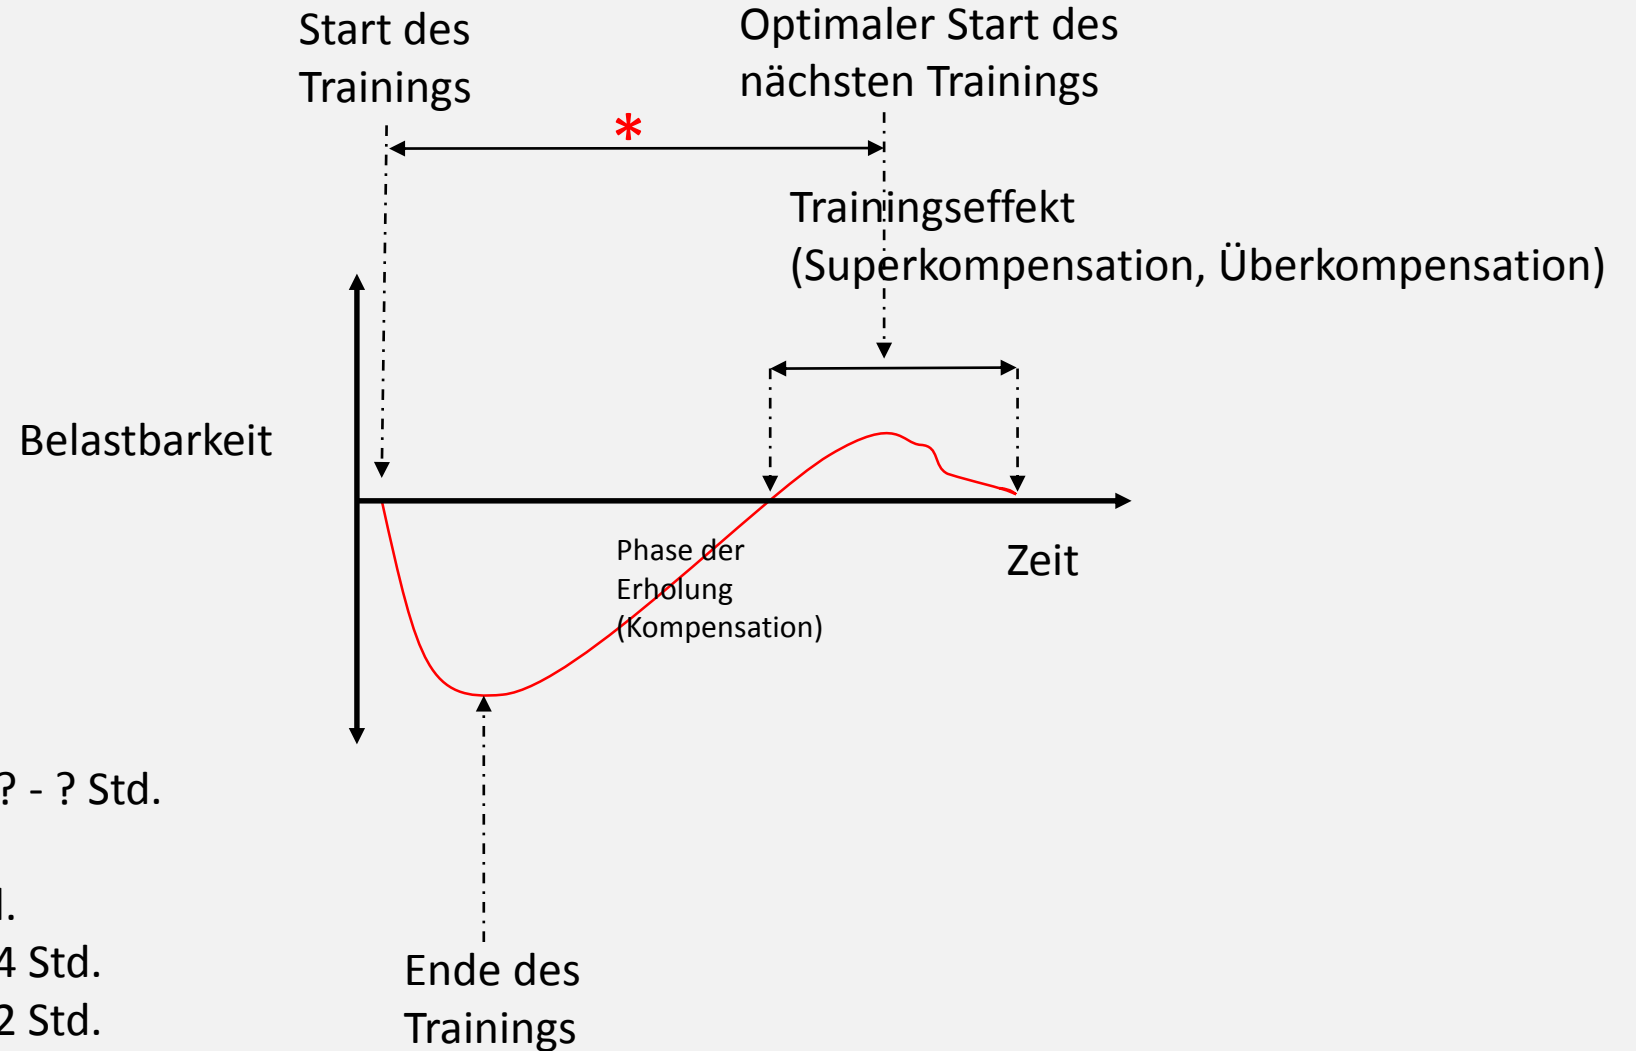 Start des
Trainings
Optimaler Start des
nächsten Trainings
*
Trainingseffekt
(Superkompensation, Überkompensation)
Belastbarkeit
Phase der
Erholung
(Kompensation)
Zeit
? - ? Std.
4 Std.
2 Std.
Ende des
Trainings